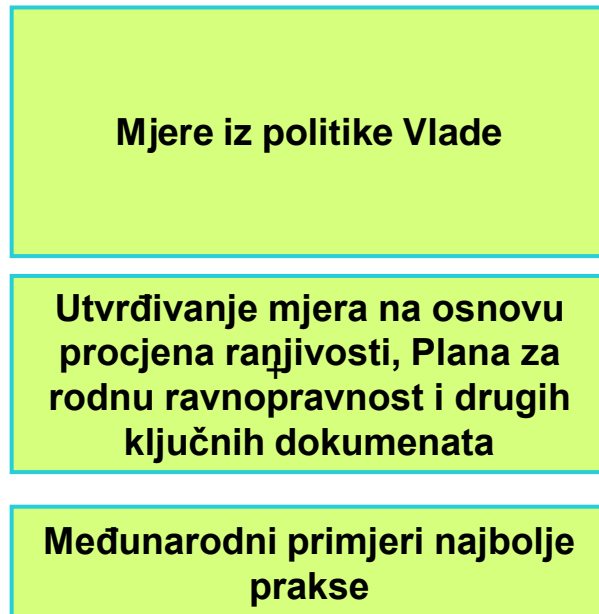 Mjere iz politike Vlade
Utvrđivanje mjera na osnovu
procjena ranjivosti, Plana za
+
rodnu ravnopravnost i drugih
ključnih dokumenata
Međunarodni primjeri najbolje
prakse